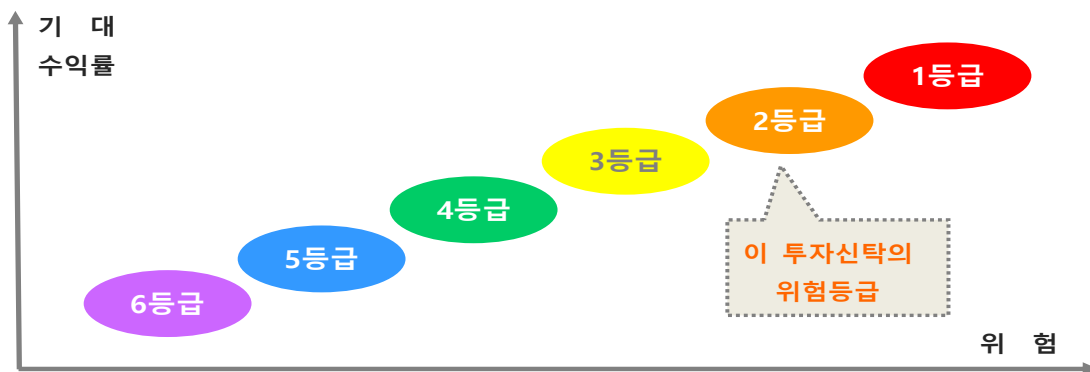 기 대
수익률
1등급
2등급
3등급
4등급
5등급
6등급
이 투자신탁의
위험등급
위 험